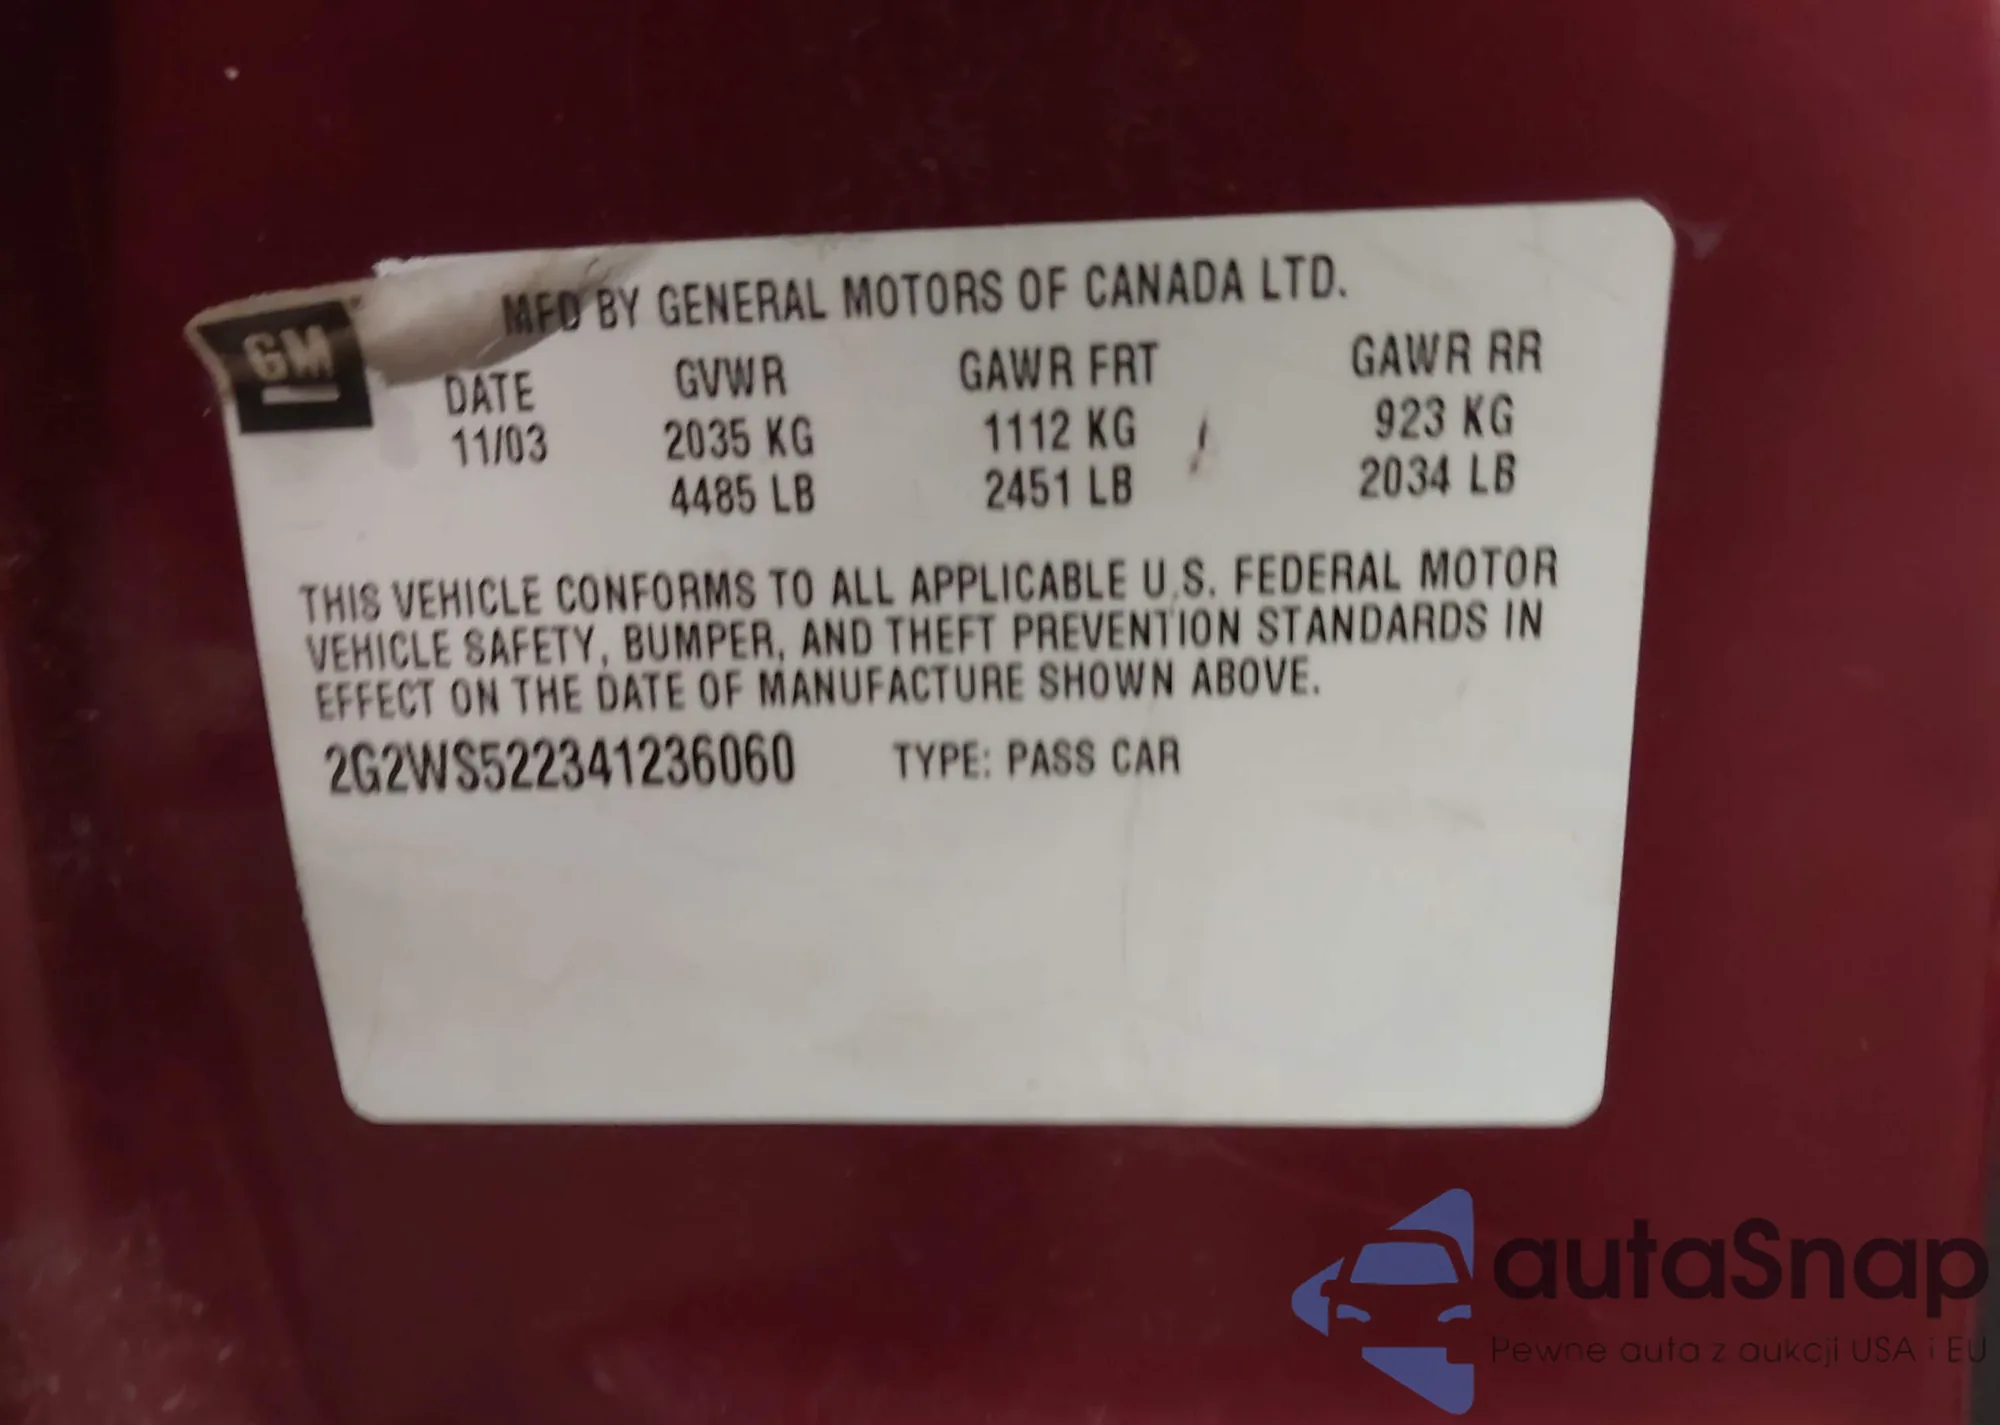 GM
MFD BY GENERAL MOTORS OF CANADA LTD.
DATE GVWR GAWR FRT GAWR RR
11/03 2035 KG 1112 KG 923 KG
4485 LB 2451 LB 2034 LB
THIS VEHICLE CONFORMS TO ALL APPLICABLE U.S. FEDERAL MOTOR
VEHICLE SAFETY, BUMPER, AND THEFT PREVENTION STANDARDS IN
EFFECT ON THE DATE OF MANUFACTURE SHOWN ABOVE.
2G2WS522341236060 TYPE: PASS CAR
autaSnap
Pewne auta z aukcji USA i EU